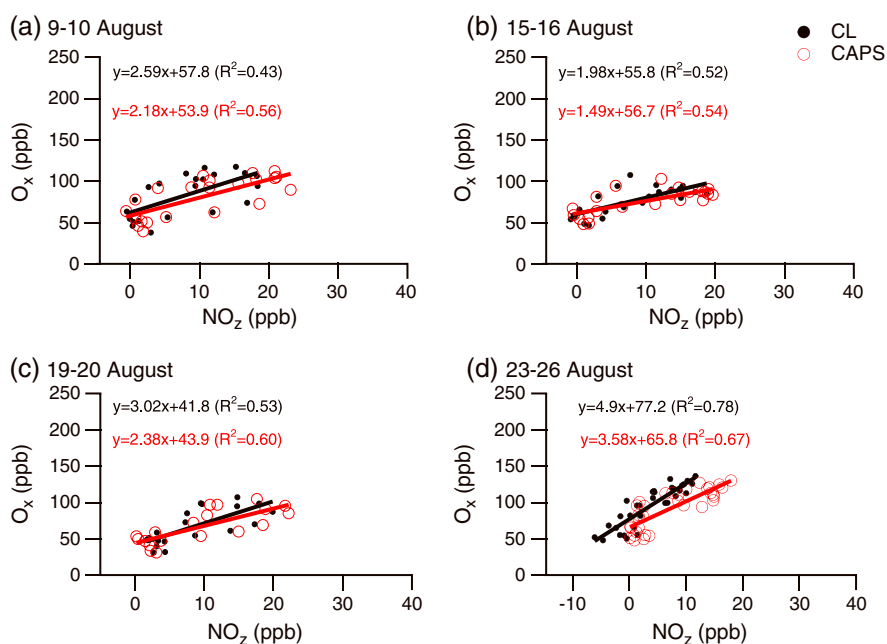 (a) 9-10 August
(b) 15-16 August
CL
CAPS
250
200
150
100
50
0
y=2.59x+57.8 (R²=0.43)
y=2.18x+53.9 (R²=0.56)
Oₓ (ppb)
0 10 20 30 40
NO_z (ppb)
250
200
150
100
50
0
y=1.98x+55.8 (R²=0.52)
y=1.49x+56.7 (R²=0.54)
Oₓ (ppb)
0 10 20 30 40
NO_z (ppb)
(c) 19-20 August
(d) 23-26 August
250
200
150
100
50
0
y=3.02x+41.8 (R²=0.53)
y=2.38x+43.9 (R²=0.60)
Oₓ (ppb)
0 10 20 30 40
NO_z (ppb)
250
200
150
100
50
0
y=4.9x+77.2 (R²=0.78)
y=3.58x+65.8 (R²=0.67)
Oₓ (ppb)
-10 0 10 20 30 40
NO_z (ppb)